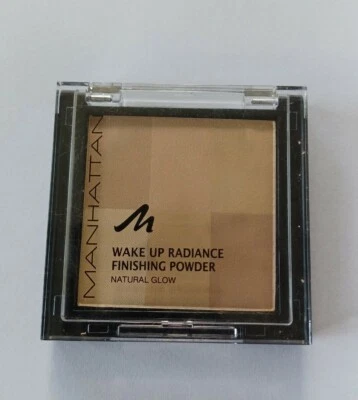 MANHATTAN
M
WAKE UP RADIANCE
FINISHING POWDER
NATURAL GLOW